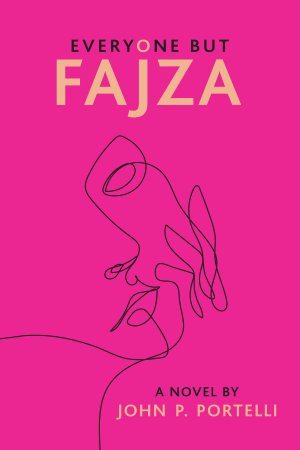 EVERYONE BUT
FAJZA
A NOVEL BY
JOHN P. PORTELLI